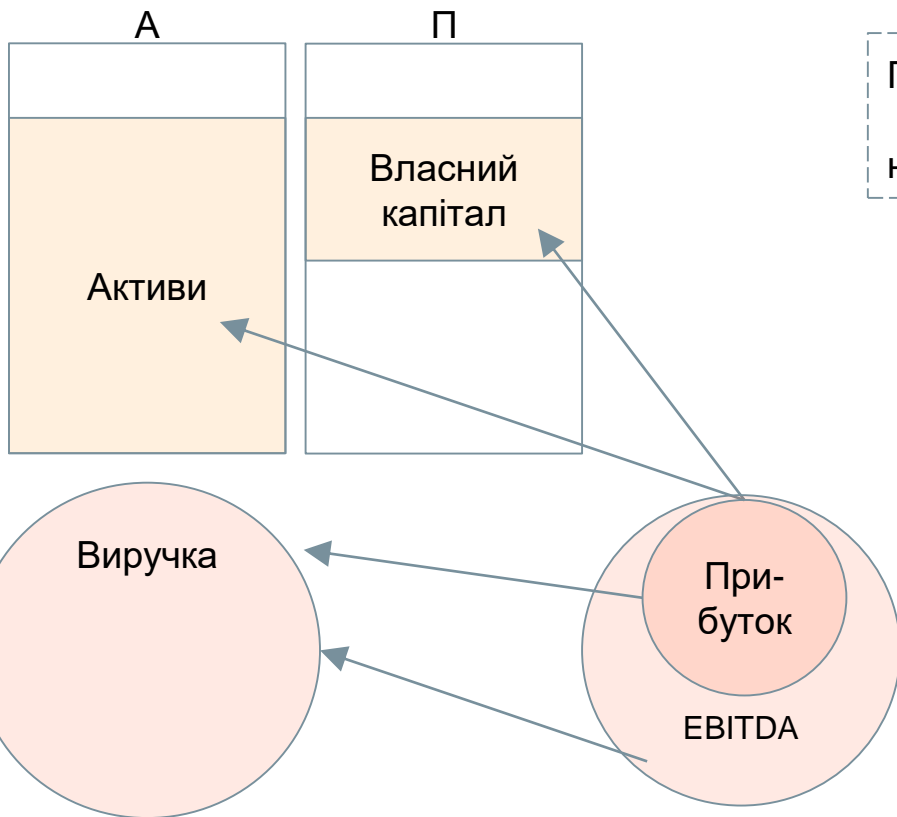 А
П
Власний
капітал
Активи
Виручка
При-
буток
EBITDA